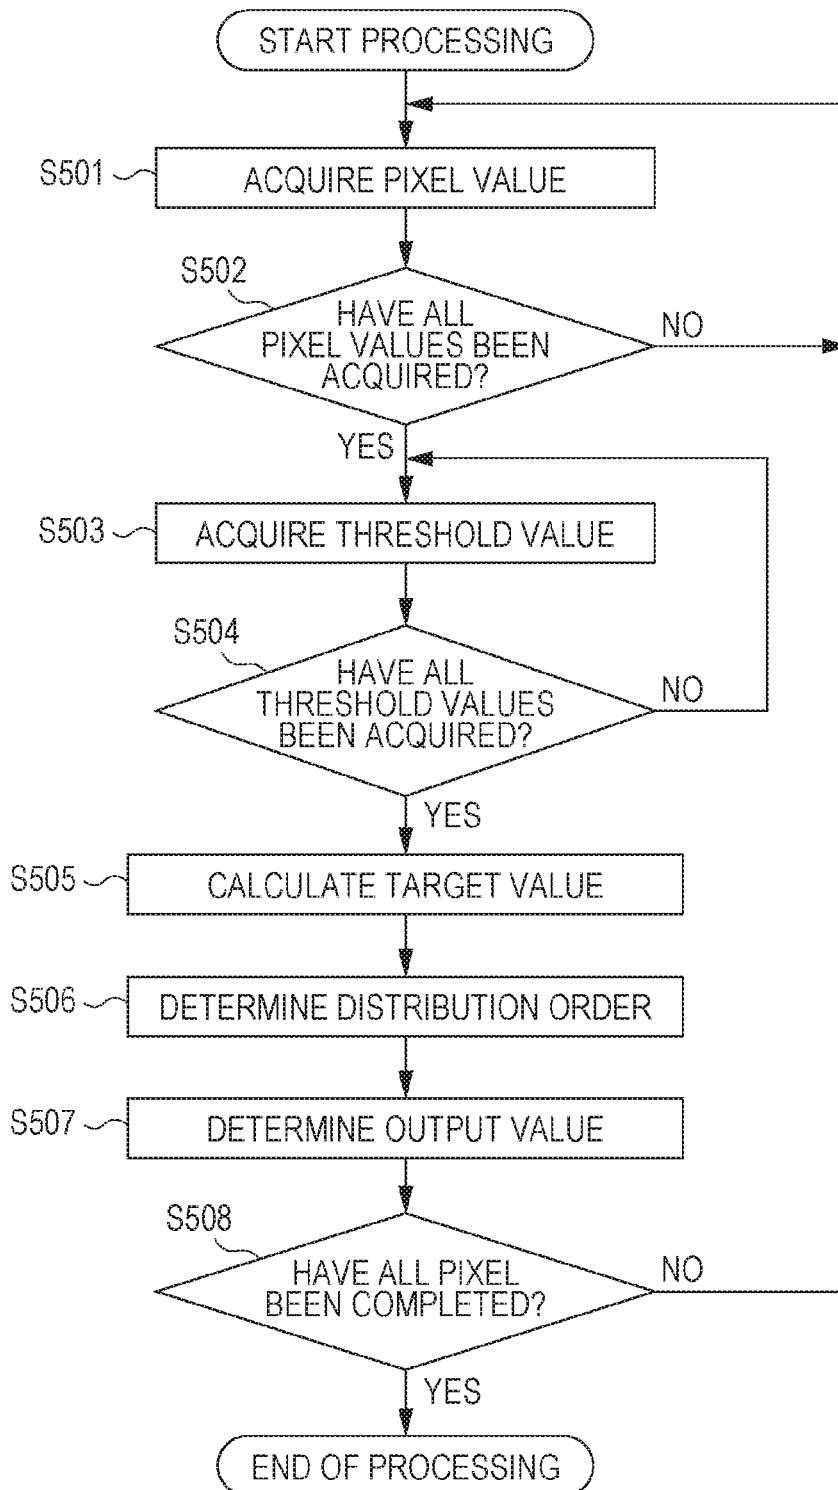 START PROCESSING
S501
ACQUIRE PIXEL VALUE
S502
HAVE ALL
PIXEL VALUES BEEN
ACQUIRED?
NO
YES
S503
ACQUIRE THRESHOLD VALUE
S504
HAVE ALL
THRESHOLD VALUES
BEEN ACQUIRED?
NO
YES
S505
CALCULATE TARGET VALUE
S506
DETERMINE DISTRIBUTION ORDER
S507
DETERMINE OUTPUT VALUE
S508
HAVE ALL PIXEL
BEEN COMPLETED?
NO
YES
END OF PROCESSING